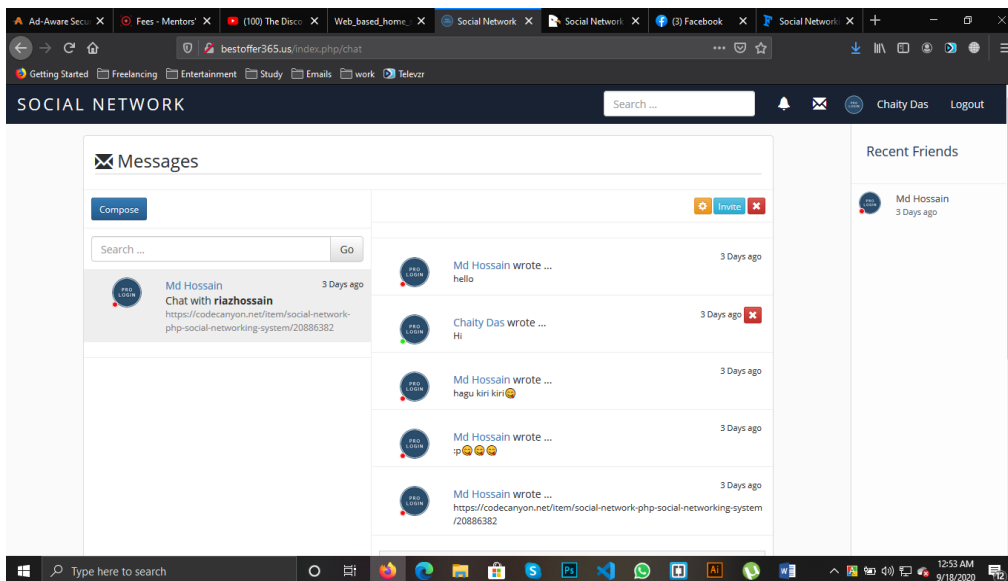 Ad-Aware Secu
Fees - Mentors'
(100) The Disco
Web_based_home_s
Social Network
Social Network
(3) Facebook
Social Network
bestoffer365.us/index.php/chat
Getting Started Freelancing Entertainment Study Emails work Televzr
SOCIAL NETWORK
Search ...
Chaity Das
Logout
Messages
Compose
Search ...
Go
Md Hossain
3 Days ago
Chat with riazhossain
https://codecanyon.net/item/social-network-
php-social-networking-system/20886382
Invite
Md Hossain wrote ...
3 Days ago
hello
Chaity Das wrote ...
3 Days ago
Hi
Md Hossain wrote ...
3 Days ago
hagu kiri kiri😋
Md Hossain wrote ...
3 Days ago
:p😋😋😋
Md Hossain wrote ...
3 Days ago
https://codecanyon.net/item/social-network-php-social-networking-system
/20886382
Recent Friends
Md Hossain
3 Days ago
Type here to search
12:53 AM
9/18/2020